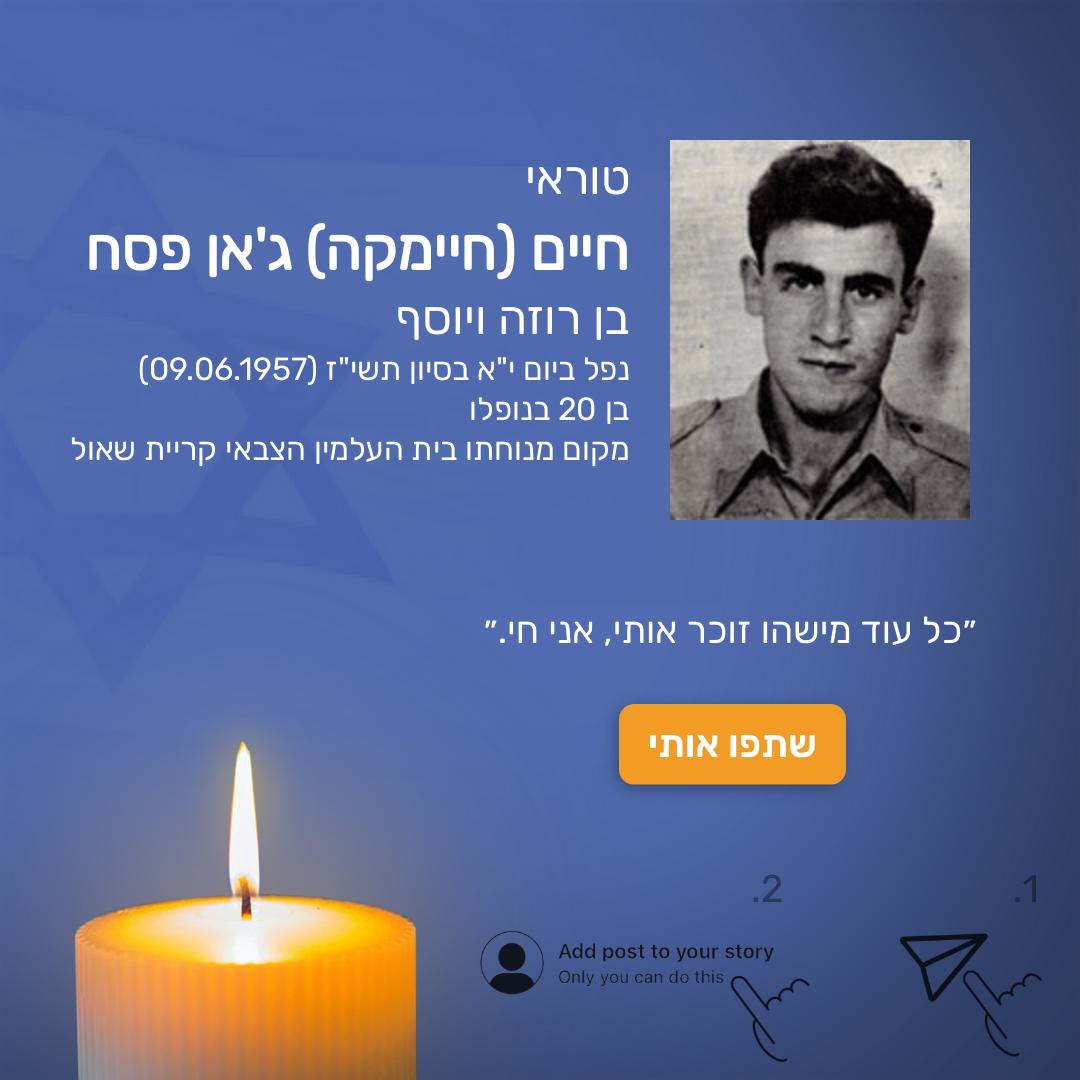 טוראי
חיים (חיימקה) ג'אן פסח
בן רוזה ויוסף
נפל ביום י"א בסיון תשי"ז (09.06.1957)
בן 20 בנופלו
מקום מנוחתו בית העלמין הצבאי קריית שאול
״כל עוד מישהו זוכר אותי, אני חי.״
שתפו אותי
1.
2.
Add post to your story
Only you can do this